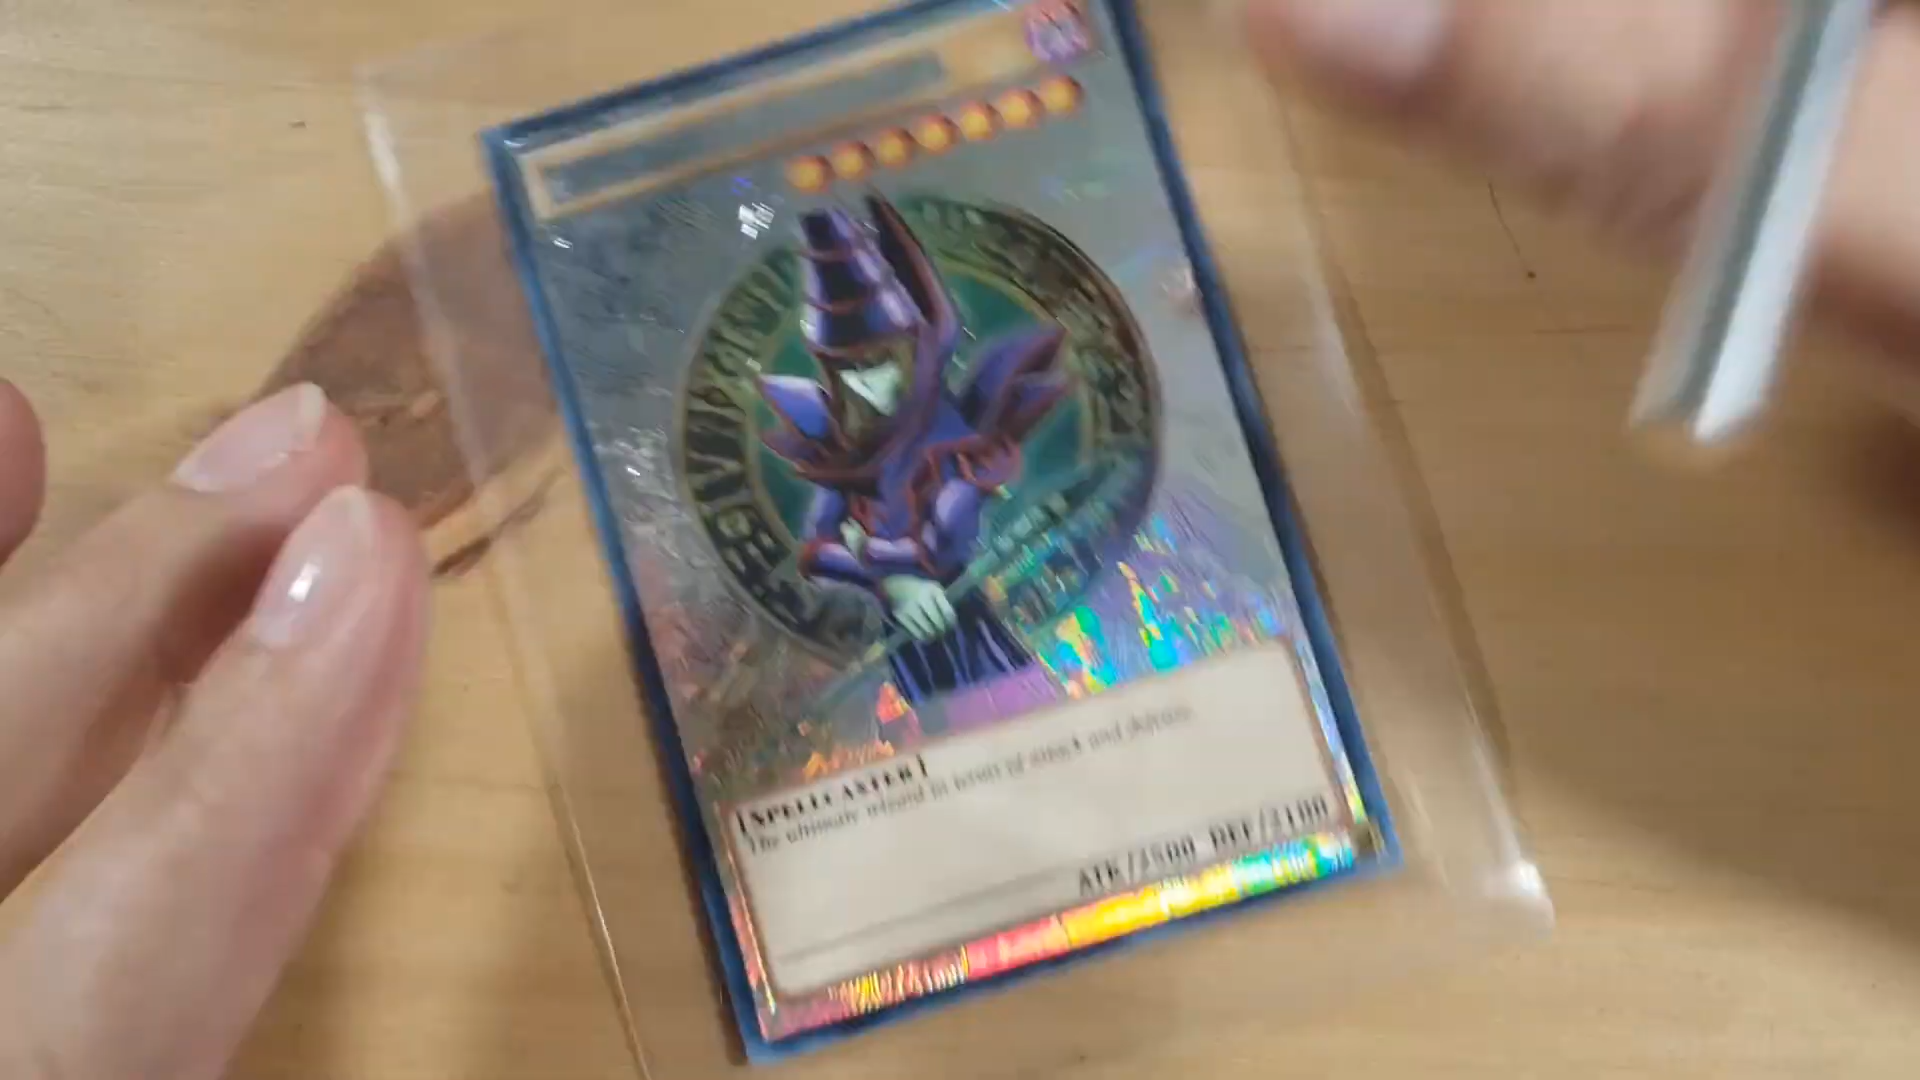 [SPELLCASTER]
The ultimate wizard in terms of attack and defense.
ATK/2500 DEF/2100